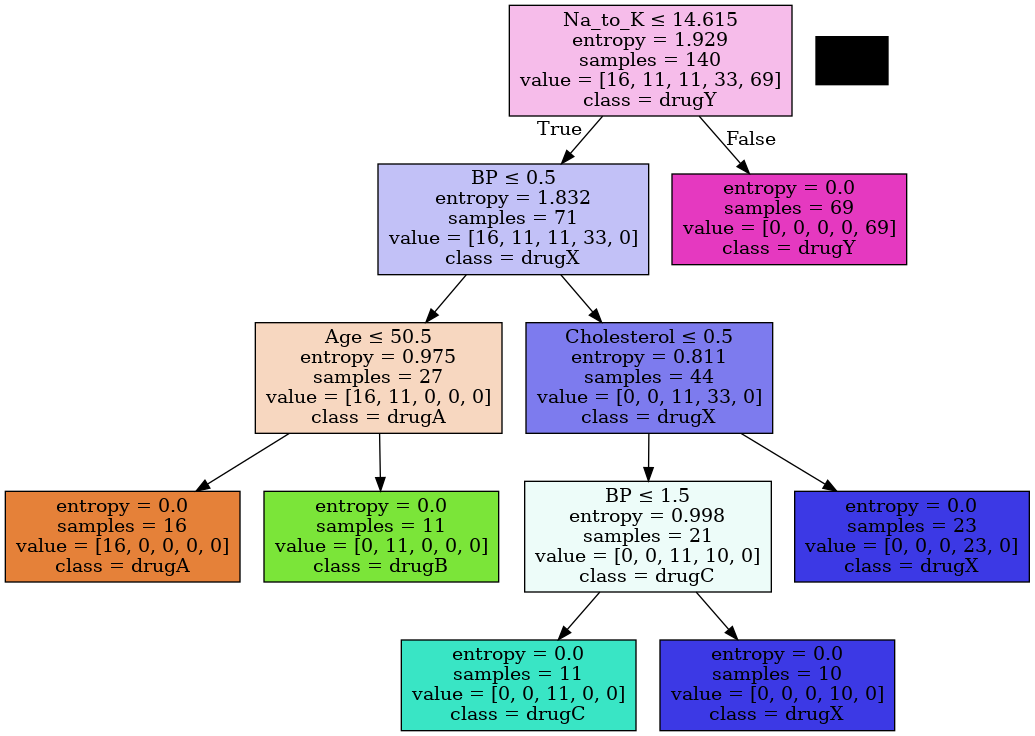 Na_to_K ≤ 14.615
entropy = 1.929
samples = 140
value = [16, 11, 11, 33, 69]
class = drugY
True
False
BP ≤ 0.5
entropy = 1.832
samples = 71
value = [16, 11, 11, 33, 0]
class = drugX
entropy = 0.0
samples = 69
value = [0, 0, 0, 0, 69]
class = drugY
Age ≤ 50.5
entropy = 0.975
samples = 27
value = [16, 11, 0, 0, 0]
class = drugA
Cholesterol ≤ 0.5
entropy = 0.811
samples = 44
value = [0, 0, 11, 33, 0]
class = drugX
entropy = 0.0
samples = 16
value = [16, 0, 0, 0, 0]
class = drugA
entropy = 0.0
samples = 11
value = [0, 11, 0, 0, 0]
class = drugB
BP ≤ 1.5
entropy = 0.998
samples = 21
value = [0, 0, 11, 10, 0]
class = drugC
entropy = 0.0
samples = 23
value = [0, 0, 0, 23, 0]
class = drugX
entropy = 0.0
samples = 11
value = [0, 0, 11, 0, 0]
class = drugC
entropy = 0.0
samples = 10
value = [0, 0, 0, 10, 0]
class = drugX